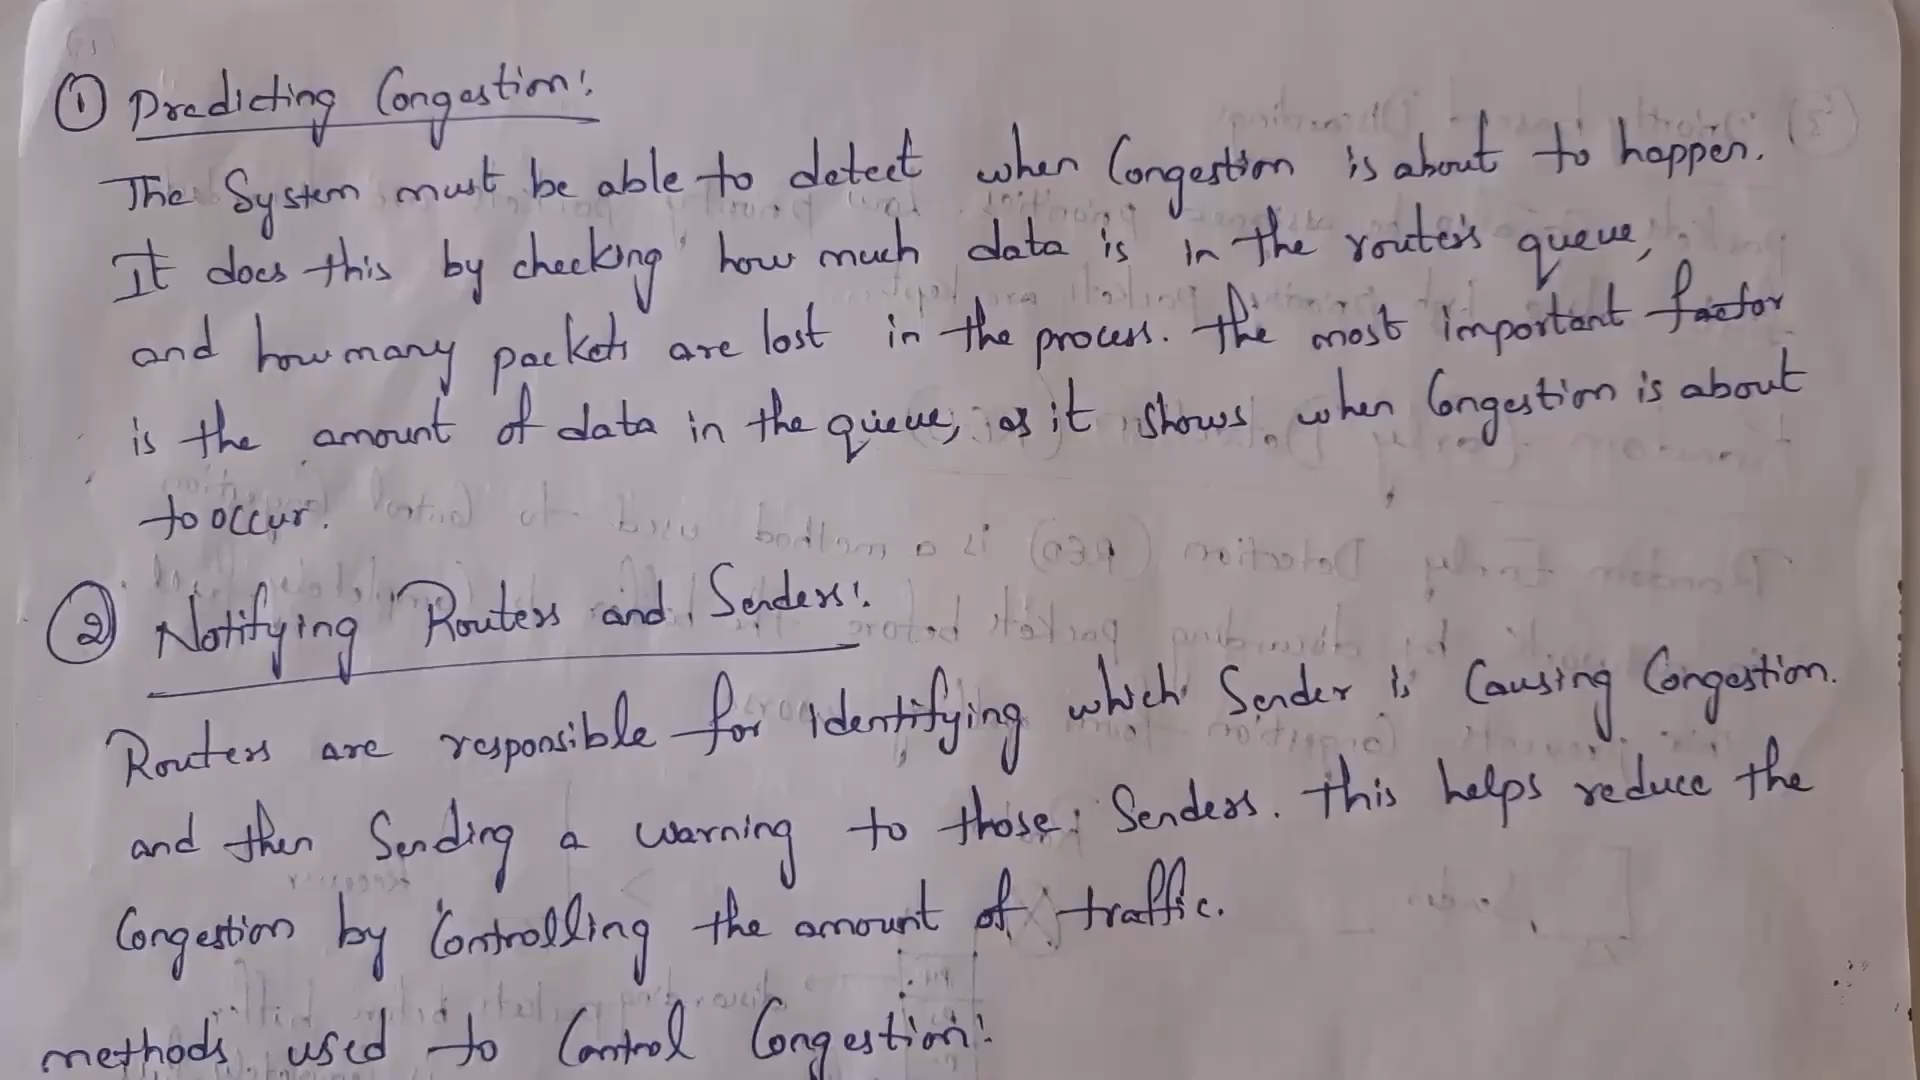 ① Predicting Congestion:
The System must be able to detect when Congestion is about to happen.
It does this by checking how much data is in the router's queue,
and how many packets are lost in the process. the most important factor
is the amount of data in the queue, as it shows when Congestion is about
to occur.
② Notifying Routers and Senders:
Routers are responsible for identifying which Sender is Causing Congestion.
and then Sending a warning to those Senders. this helps reduce the
Congestion by Controlling the amount of traffic.
methods used to Control Congestion: